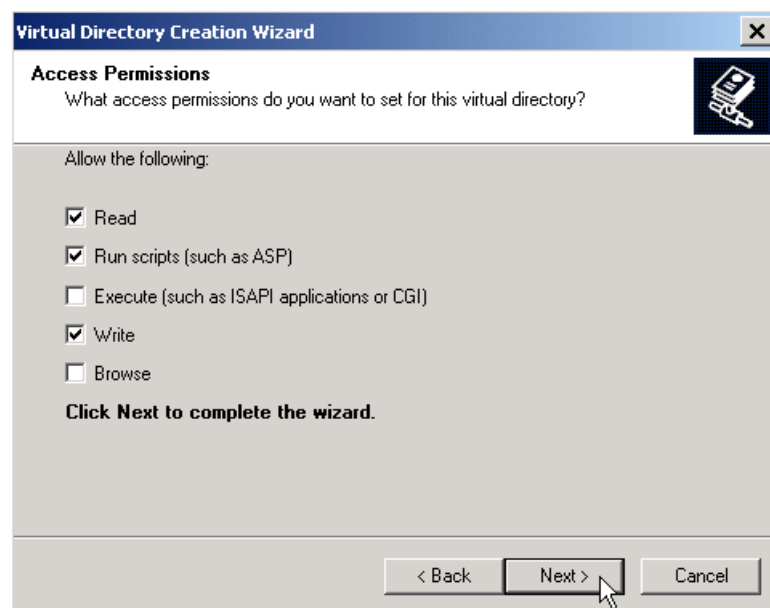 Virtual Directory Creation Wizard
Access Permissions
What access permissions do you want to set for this virtual directory?
Allow the following:
Read
Run scripts (such as ASP)
Execute (such as ISAPI applications or CGI)
Write
Browse
Click Next to complete the wizard.
< Back Next > Cancel